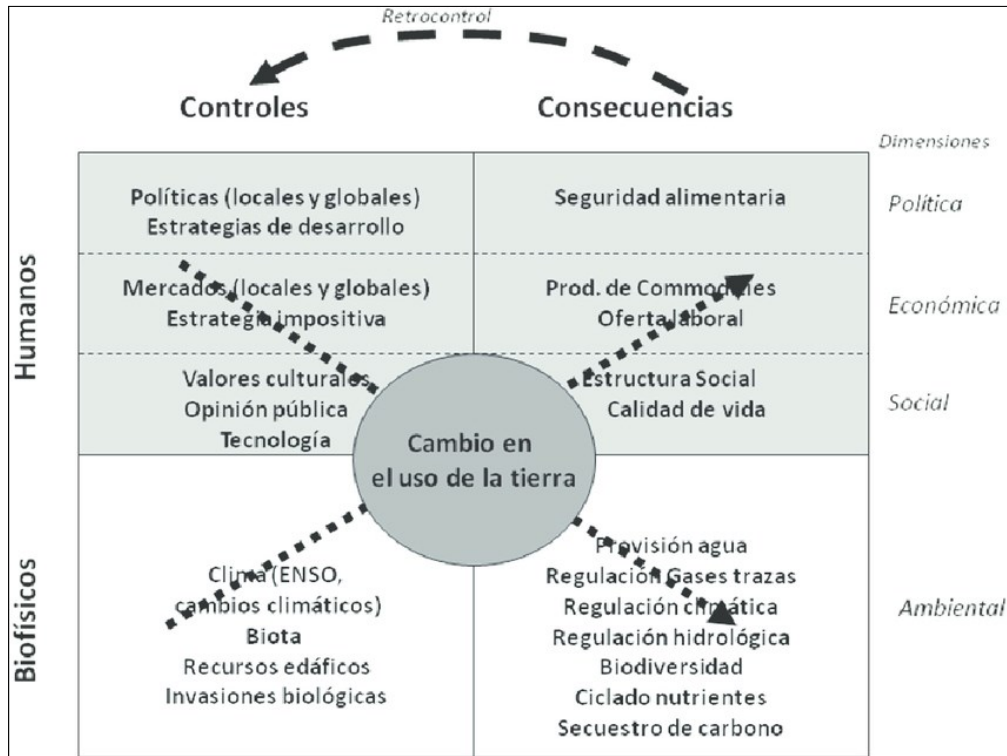 Retrocontrol
Controles
Consecuencias
Dimensiones
Humanos
Políticas (locales y globales)
Estrategias de desarrollo
Seguridad alimentaria
Política
Mercados (locales y globales)
Estrategia impositiva
Prod. de Commodities
Oferta laboral
Económica
Valores culturales
Opinión pública
Tecnología
Estructura Social
Calidad de vida
Social
Cambio en
el uso de la tierra
Biofísicos
Clima (ENSO,
cambios climáticos)
Biota
Recursos edáficos
Invasiones biológicas
Provisión agua
Regulación Gases trazas
Regulación climática
Regulación hidrológica
Biodiversidad
Ciclado nutrientes
Secuestro de carbono
Ambiental